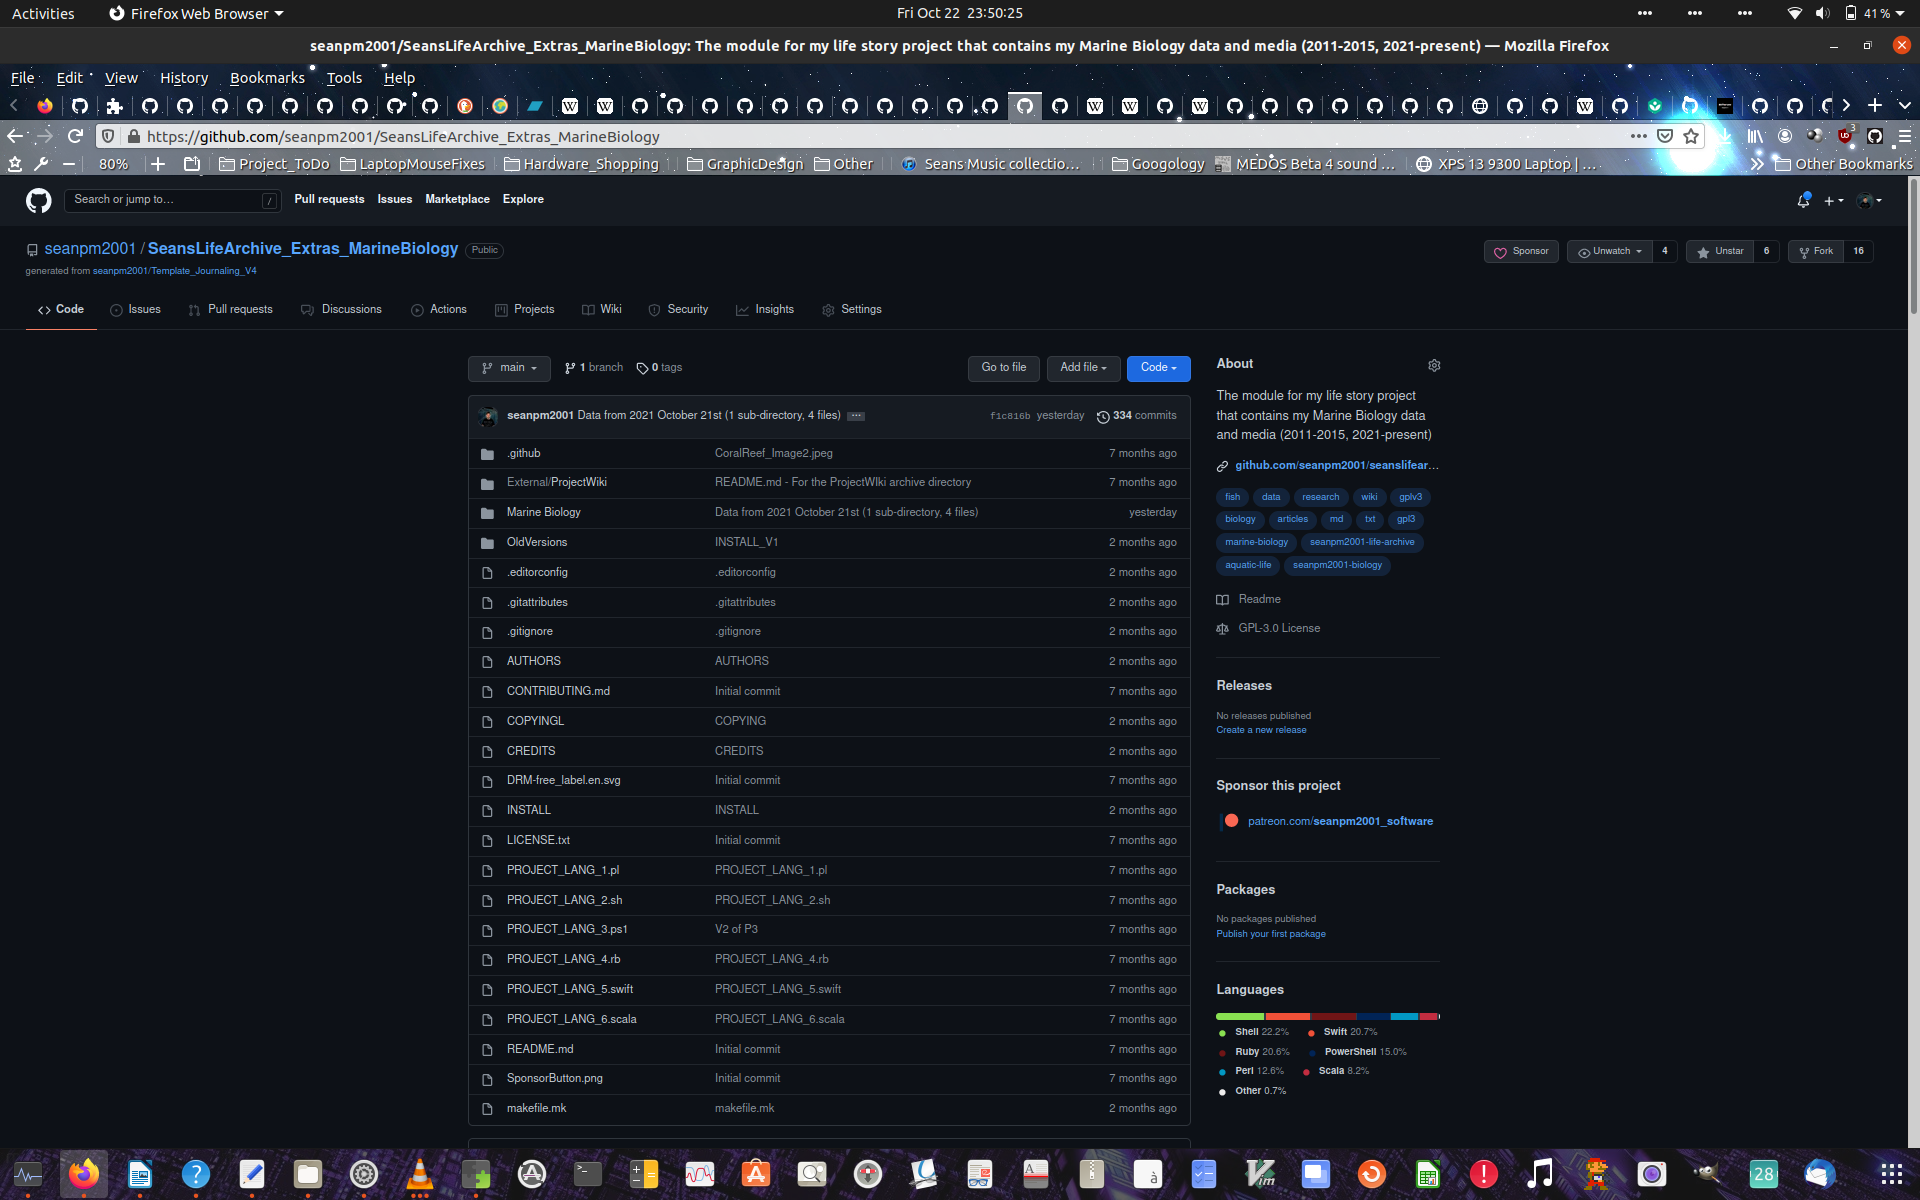 Activities Firefox Web Browser Fri Oct 22 23:50:25 41 %
seanpm2001/SeansLifeArchive_Extras_MarineBiology: The module for my life story project that contains my Marine Biology data and media (2011-2015, 2021-present) — Mozilla Firefox
File Edit View History Bookmarks Tools Help
https://github.com/seanpm2001/SeansLifeArchive_Extras_MarineBiology 3
80% Project_ToDo LaptopMouseFixes Hardware_Shopping GraphicDesign Other Seans Music collectio… Googology MEDOS Beta 4 sound … XPS 13 9300 Laptop | … Other Bookmarks
Search or jump to… / Pull requests Issues Marketplace Explore
seanpm2001 / SeansLifeArchive_Extras_MarineBiology Public Sponsor Unwatch 4 Unstar 6 Fork 16
generated from seanpm2001/Template_Journaling_V4
Code Issues Pull requests Discussions Actions Projects Wiki Security Insights Settings
main 1 branch 0 tags Go to file Add file Code
seanpm2001 Data from 2021 October 21st (1 sub-directory, 4 files) … f1c816b yesterday 334 commits
.github CoralReef_Image2.jpeg 7 months ago
External/ProjectWiki README.md - For the ProjectWIki archive directory 7 months ago
Marine Biology Data from 2021 October 21st (1 sub-directory, 4 files) yesterday
OldVersions INSTALL_V1 2 months ago
.editorconfig .editorconfig 2 months ago
.gitattributes .gitattributes 2 months ago
.gitignore .gitignore 2 months ago
AUTHORS AUTHORS 2 months ago
CONTRIBUTING.md Initial commit 7 months ago
COPYINGL COPYING 2 months ago
CREDITS CREDITS 2 months ago
DRM-free_label.en.svg Initial commit 7 months ago
INSTALL INSTALL 2 months ago
LICENSE.txt Initial commit 7 months ago
PROJECT_LANG_1.pl PROJECT_LANG_1.pl 7 months ago
PROJECT_LANG_2.sh PROJECT_LANG_2.sh 7 months ago
PROJECT_LANG_3.ps1 V2 of P3 7 months ago
PROJECT_LANG_4.rb PROJECT_LANG_4.rb 7 months ago
PROJECT_LANG_5.swift PROJECT_LANG_5.swift 7 months ago
PROJECT_LANG_6.scala PROJECT_LANG_6.scala 7 months ago
README.md Initial commit 7 months ago
SponsorButton.png Initial commit 7 months ago
makefile.mk makefile.mk 2 months ago
About
The module for my life story project
that contains my Marine Biology data
and media (2011-2015, 2021-present)
github.com/seanpm2001/seanslifear…
fish data research wiki gplv3
biology articles md txt gpl3
marine-biology seanpm2001-life-archive
aquatic-life seanpm2001-biology
Readme
GPL-3.0 License
Releases
No releases published
Create a new release
Sponsor this project
patreon.com/seanpm2001_software
Packages
No packages published
Publish your first package
Languages
Shell 22.2% Swift 20.7%
Ruby 20.6% PowerShell 15.0%
Perl 12.6% Scala 8.2%
Other 0.7%
28